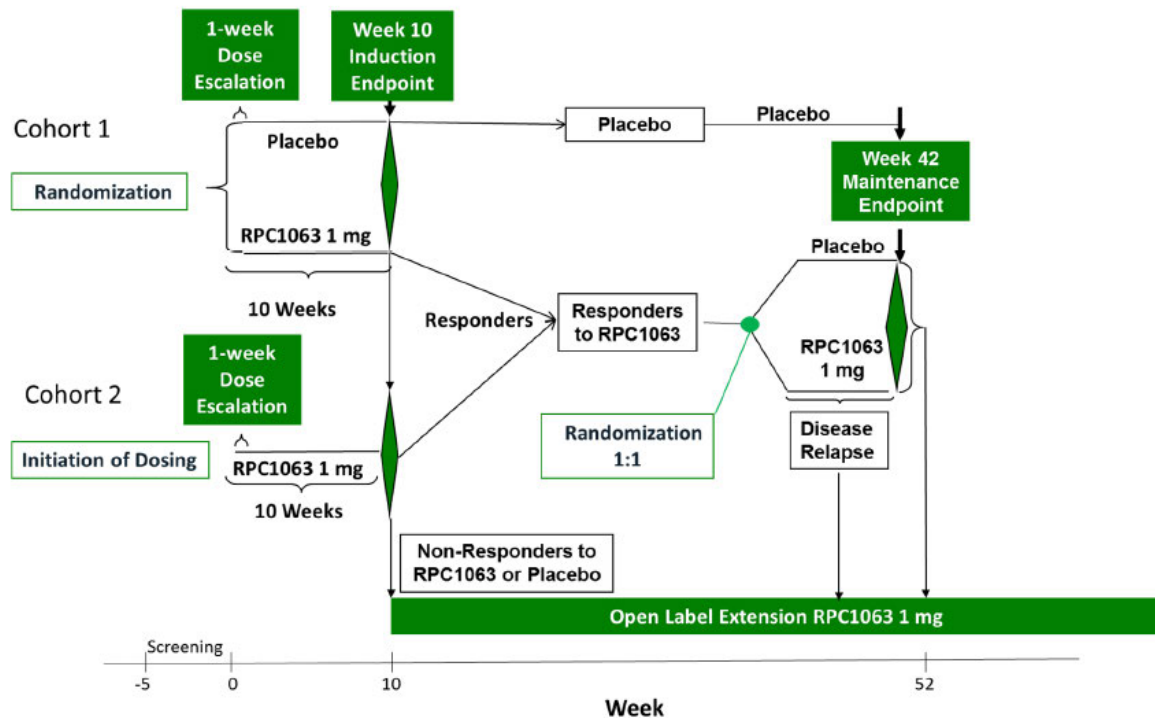 1-week
Dose
Escalation
Week 10
Induction
Endpoint
Cohort 1
Placebo
Placebo
Placebo
Randomization
Week 42
Maintenance
Endpoint
RPC1063 1 mg
Placebo
10 Weeks
Responders
Responders
to RPC1063
RPC1063
1 mg
1-week
Dose
Escalation
Cohort 2
Randomization
1:1
Disease
Relapse
Initiation of Dosing
RPC1063 1 mg
10 Weeks
Non-Responders to
RPC1063 or Placebo
Open Label Extension RPC1063 1 mg
Screening
-5
0
10
52
Week